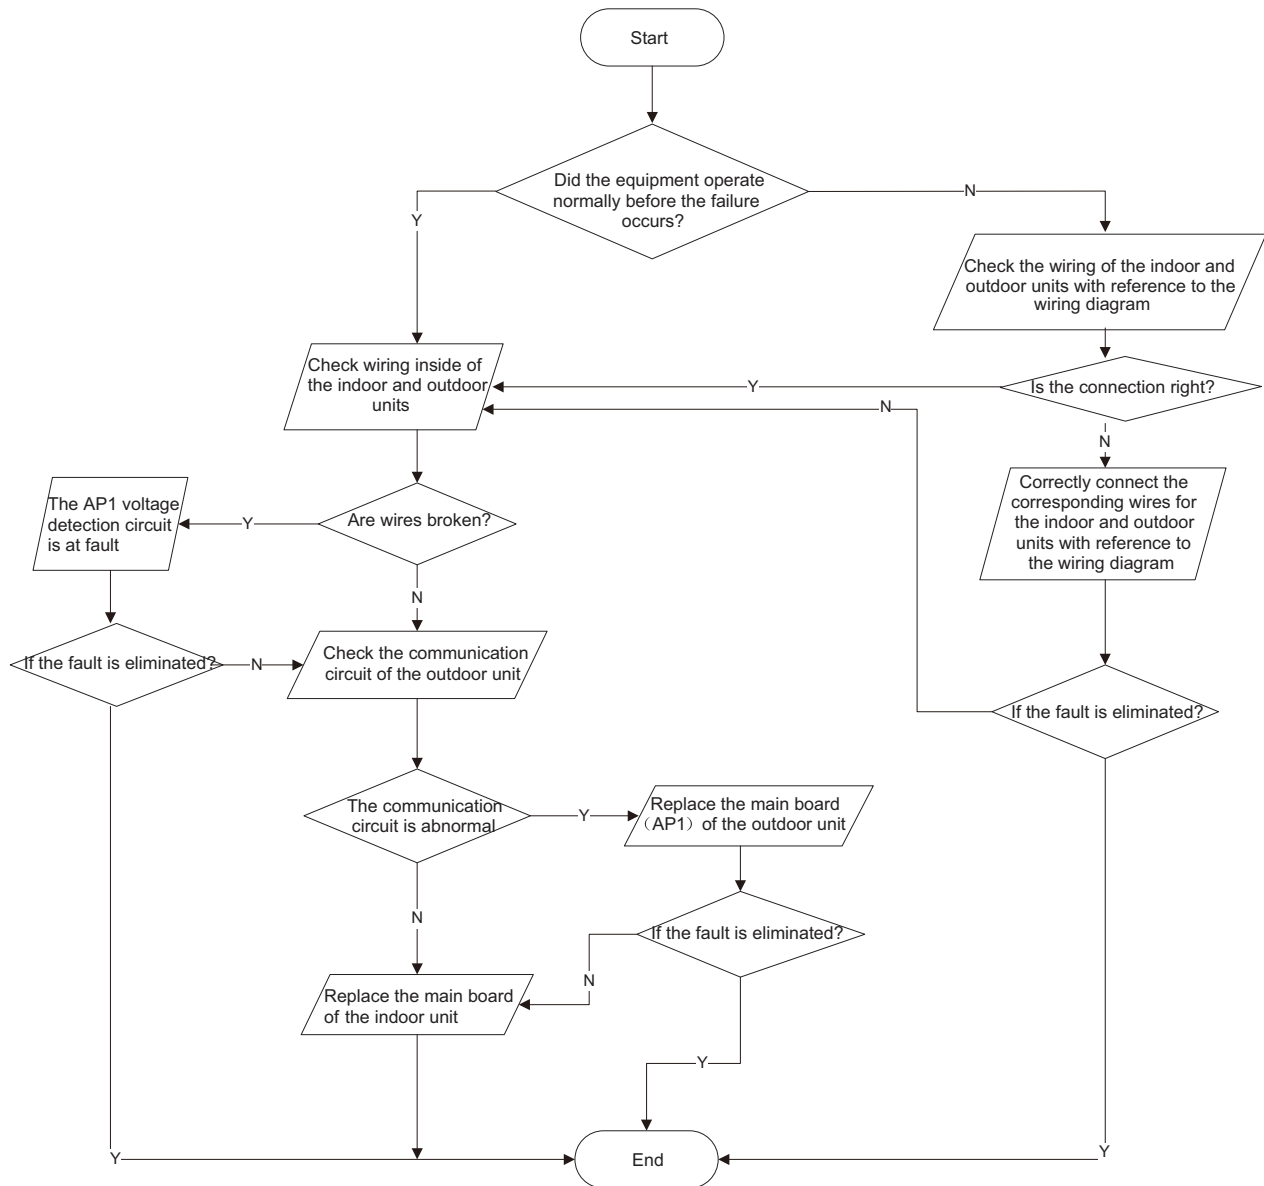 Start
Did the equipment operate
normally before the failure
occurs?
Y
N
Check the wiring of the indoor and
outdoor units with reference to the
wiring diagram
Check wiring inside of
the indoor and outdoor
units
Y
Is the connection right?
N
N
Correctly connect the
corresponding wires for
the indoor and outdoor
units with reference to
the wiring diagram
The AP1 voltage
detection circuit
is at fault
Y
Are wires broken?
N
If the fault is eliminated?
N
Check the communication
circuit of the outdoor unit
If the fault is eliminated?
The communication
circuit is abnormal
Y
Replace the main board
（AP1）of the outdoor unit
N
If the fault is eliminated?
N
Replace the main board
of the indoor unit
Y
Y
End
Y